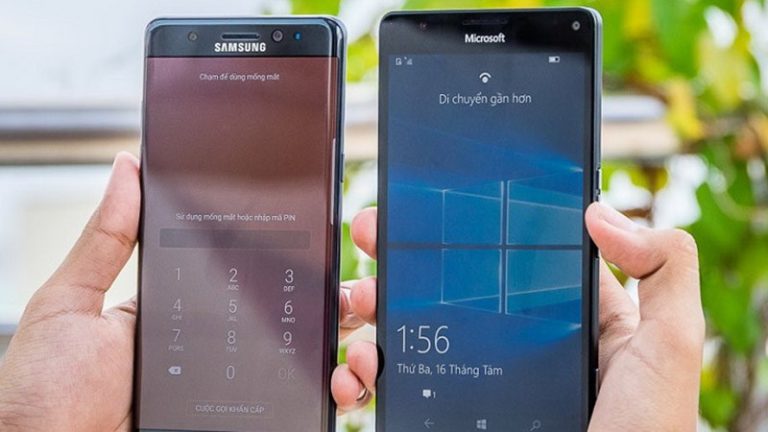 SAMSUNG
Chạm để dùng mống mắt
Sử dụng mống mắt hoặc nhập mã PIN
1 2 3
ABC DEF
4 5 6
GHI JKL MNO
7 8 9
PQRS TUV WXYZ
0 OK
CUỘC GỌI KHẨN CẤP
Microsoft
Di chuyển gần hơn
1:56
Thứ Ba, 16 Tháng Tám
1